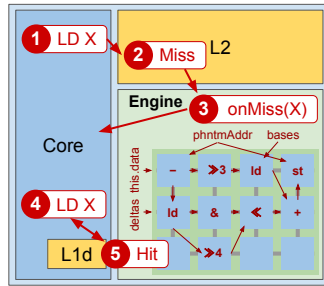 1 LD X
L2
2 Miss
Engine
3 onMiss(X)
phntmAddr bases
Core
this.data
− ≫3 ld st
deltas
ld & ≪ +
4 LD X
≫4
L1d
5 Hit